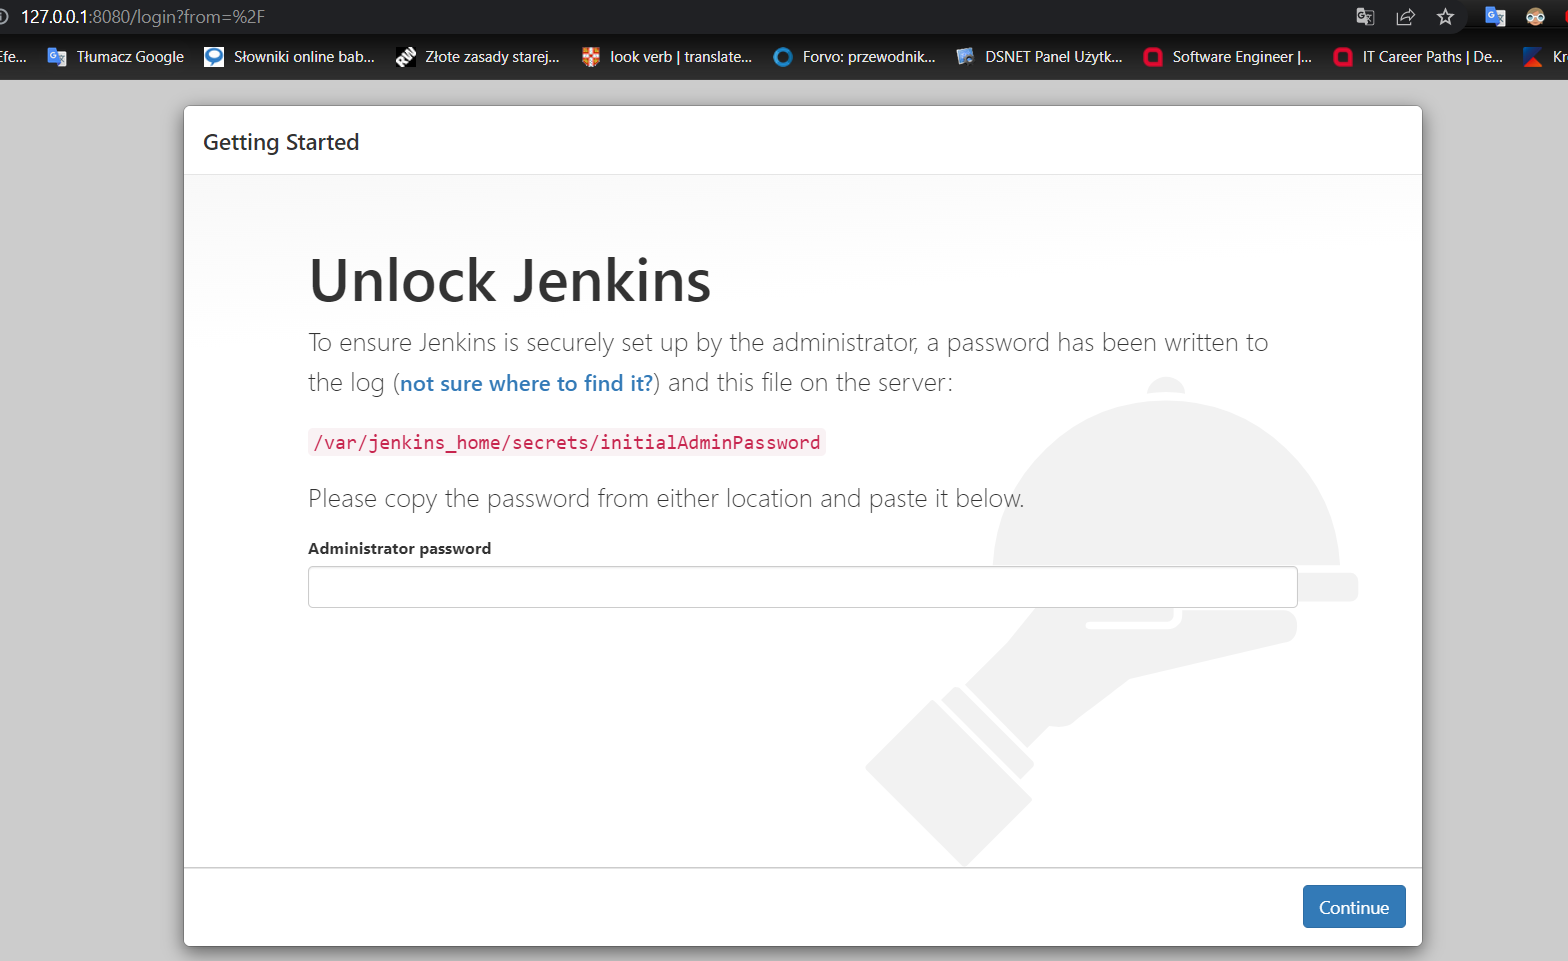 127.0.0.1:8080/login?from=%2F
Efe... Tłumacz Google Słowniki online bab... Złote zasady starej... look verb | translate... Forvo: przewodnik... DSNET Panel Użytk... Software Engineer |... IT Career Paths | De... Kr
Getting Started
Unlock Jenkins
To ensure Jenkins is securely set up by the administrator, a password has been written to
the log (not sure where to find it?) and this file on the server:
/var/jenkins_home/secrets/initialAdminPassword
Please copy the password from either location and paste it below.
Administrator password
Continue